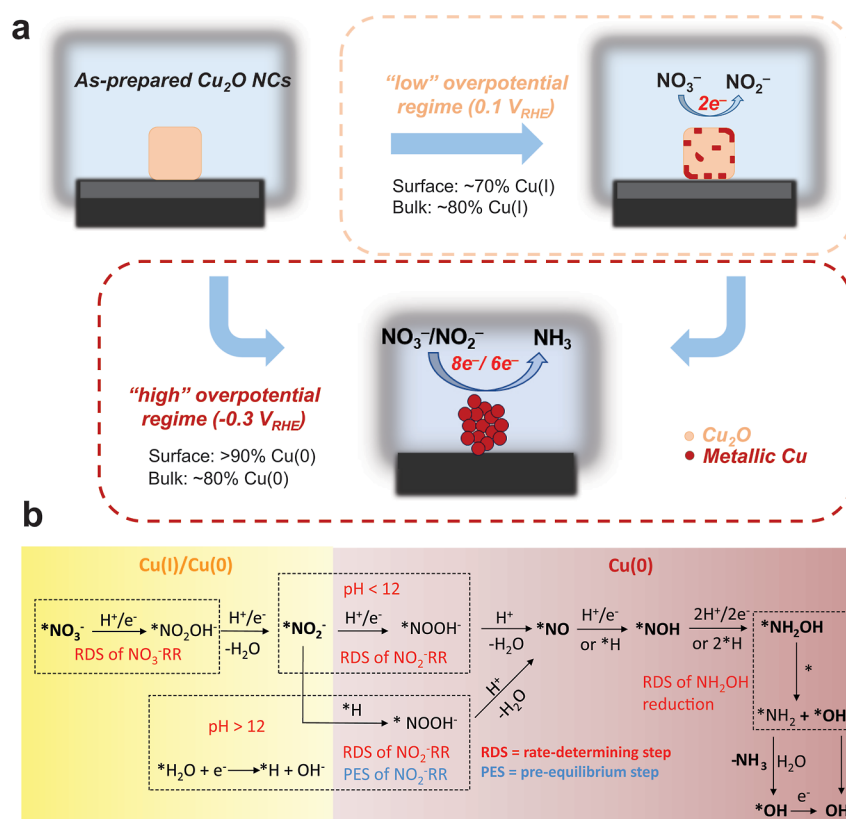 a
As-prepared Cu₂O NCs
“low” overpotential
regime (0.1 V_RHE)
Surface: ~70% Cu(I)
Bulk: ~80% Cu(I)
NO₃⁻ NO₂⁻
2e⁻
“high” overpotential
regime (-0.3 V_RHE)
Surface: >90% Cu(0)
Bulk: ~80% Cu(0)
NO₃⁻/NO₂⁻ NH₃
8e⁻/ 6e⁻
Cu₂O
Metallic Cu
b
Cu(I)/Cu(0)
Cu(0)
*NO₃⁻ H⁺/e⁻ *NO₂OH⁻
RDS of NO₃⁻RR
H⁺/e⁻
-H₂O
pH < 12
*NO₂⁻ H⁺/e⁻ *NOOH⁻
RDS of NO₂⁻RR
H⁺
-H₂O
*NO
H⁺/e⁻
or *H
*NOH
2H⁺/2e⁻
or 2*H
*NH₂OH
*
RDS of NH₂OH
reduction
*NH₂ + *OH
pH > 12
*H
* NOOH⁻
H⁺
-H₂O
*H₂O + e⁻ *H + OH⁻
RDS of NO₂⁻RR
PES of NO₂⁻RR
RDS = rate-determining step
PES = pre-equilibrium step
-NH₃ H₂O
*OH e⁻ OH